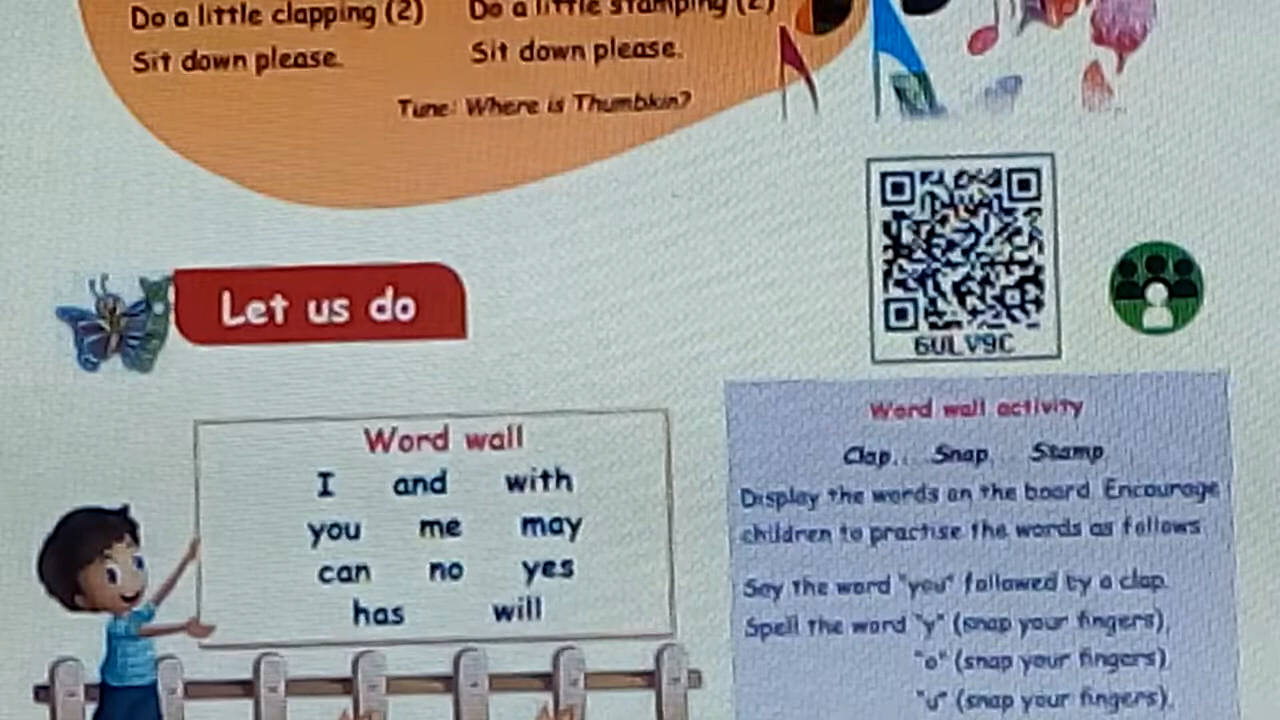 Do a little clapping (2)
Sit down please.
Do a little stamping (2)
Sit down please.
Tune: Where is Thumbkin?
6ULV9C
Let us do
Word wall
I and with
you me may
can no yes
has will
Word wall activity
Clap... Snap... Stamp
Display the words on the board. Encourage
children to practise the words as follows
Say the word "you" followed by a clap.
Spell the word "y" (snap your fingers),
"o" (snap your fingers)
"u" (snap your fingers),